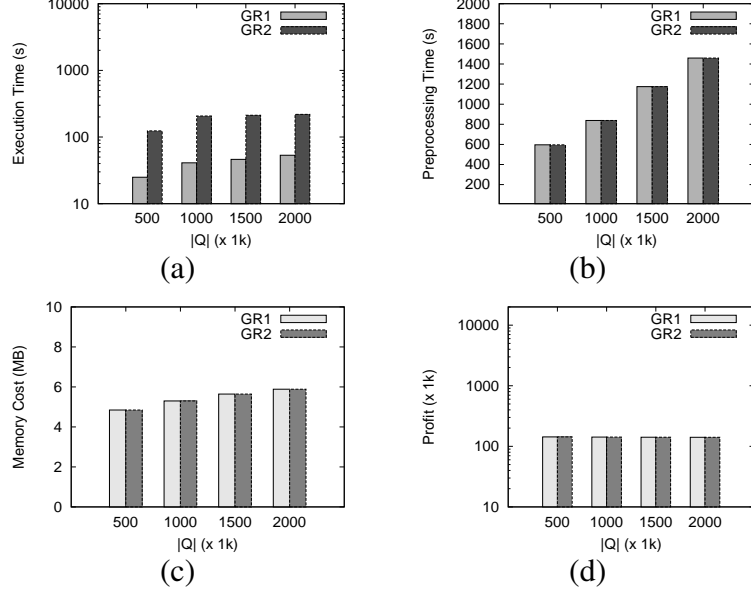 10000
1000
100
10
Execution Time (s)
GR1
GR2
500 1000 1500 2000
|Q| (x 1k)
(a)
2000
1800
1600
1400
1200
1000
800
600
400
200
Preprocessing Time (s)
GR1
GR2
500 1000 1500 2000
|Q| (x 1k)
(b)
10
8
6
4
2
0
Memory Cost (MB)
GR1
GR2
500 1000 1500 2000
|Q| (x 1k)
(c)
10000
1000
100
10
Profit (x 1k)
GR1
GR2
500 1000 1500 2000
|Q| (x 1k)
(d)